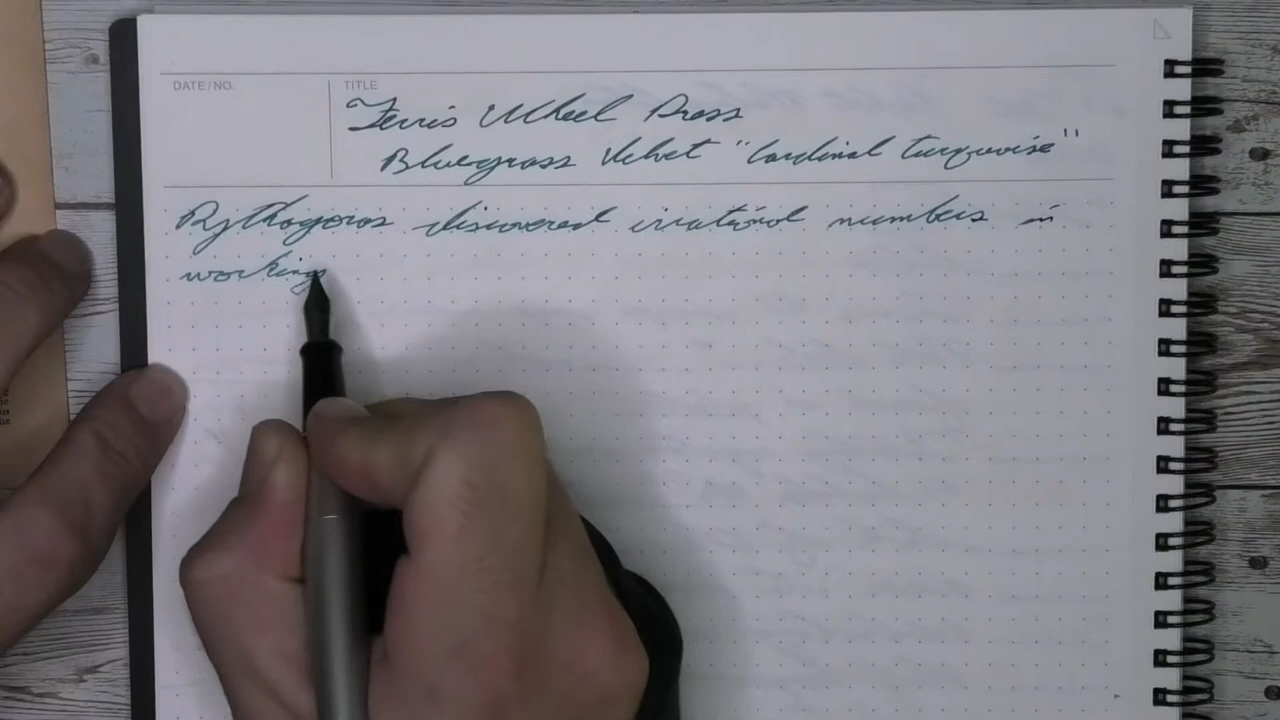 DATE/NO.
TITLE
Ferris Wheel Press
Bluegrass Velvet "Cardinal Turquoise"
Pythagoras discovered irrational numbers in
working